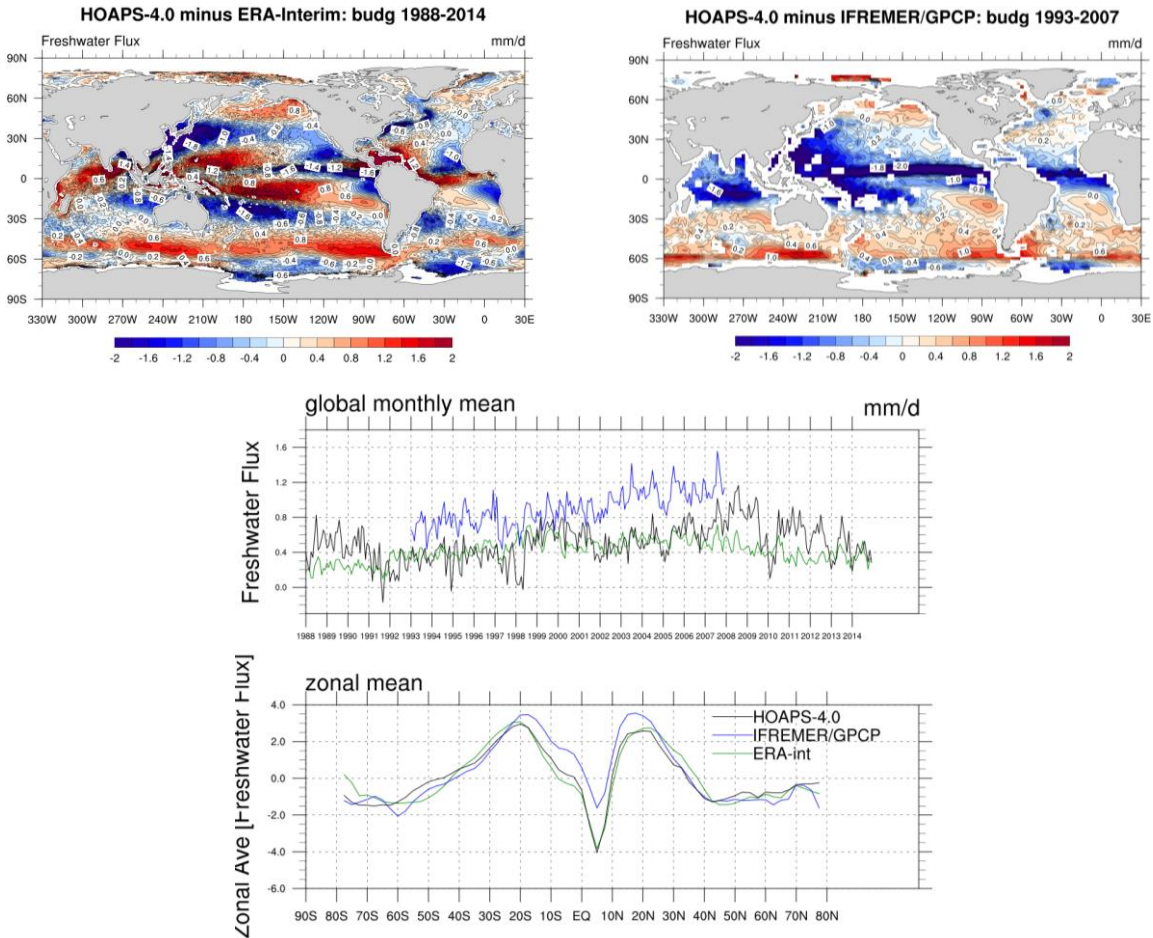 HOAPS-4.0 minus ERA-Interim: budg 1988-2014
Freshwater Flux mm/d
90N
60N
30N
0
30S
60S
90S
330W 300W 270W 240W 210W 180W 150W 120W 90W 60W 30W 0 30E
-2 -1.6 -1.2 -0.8 -0.4 0 0.4 0.8 1.2 1.6 2
HOAPS-4.0 minus IFREMER/GPCP: budg 1993-2007
Freshwater Flux mm/d
90N
60N
30N
0
30S
60S
90S
330W 300W 270W 240W 210W 180W 150W 120W 90W 60W 30W 0 30E
-2 -1.6 -1.2 -0.8 -0.4 0 0.4 0.8 1.2 1.6 2
global monthly mean mm/d
Freshwater Flux
1.6
1.2
0.8
0.4
0.0
1988 1989 1990 1991 1992 1993 1994 1995 1996 1997 1998 1999 2000 2001 2002 2003 2004 2005 2006 2007 2008 2009 2010 2011 2012 2013 2014
zonal mean
Zonal Ave [Freshwater Flux]
4.0
2.0
0.0
-2.0
-4.0
-6.0
HOAPS-4.0
IFREMER/GPCP
ERA-int
90S 80S 70S 60S 50S 40S 30S 20S 10S EQ 10N 20N 30N 40N 50N 60N 70N 80N